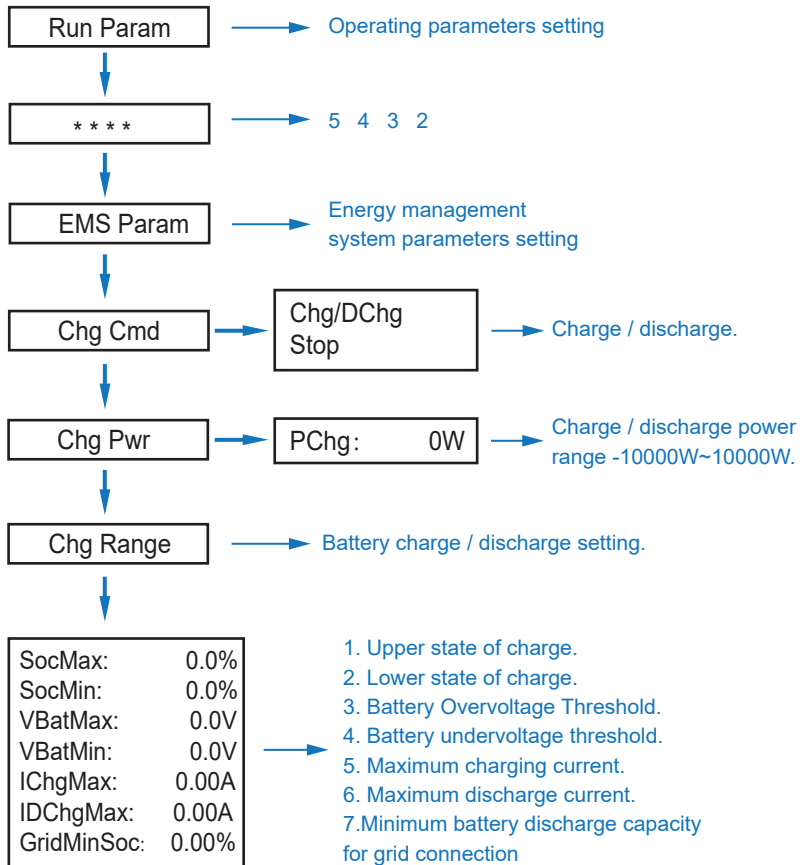 Run Param
Operating parameters setting
* * * *
5 4 3 2
EMS Param
Energy management
system parameters setting
Chg Cmd
Chg/DChg
Stop
Charge / discharge.
Chg Pwr
PChg: 0W
Charge / discharge power
range -10000W~10000W.
Chg Range
Battery charge / discharge setting.
SocMax: 0.0%
SocMin: 0.0%
VBatMax: 0.0V
VBatMin: 0.0V
IChgMax: 0.00A
IDChgMax: 0.00A
GridMinSoc: 0.00%
1. Upper state of charge.
2. Lower state of charge.
3. Battery Overvoltage Threshold.
4. Battery undervoltage threshold.
5. Maximum charging current.
6. Maximum discharge current.
7.Minimum battery discharge capacity
for grid connection